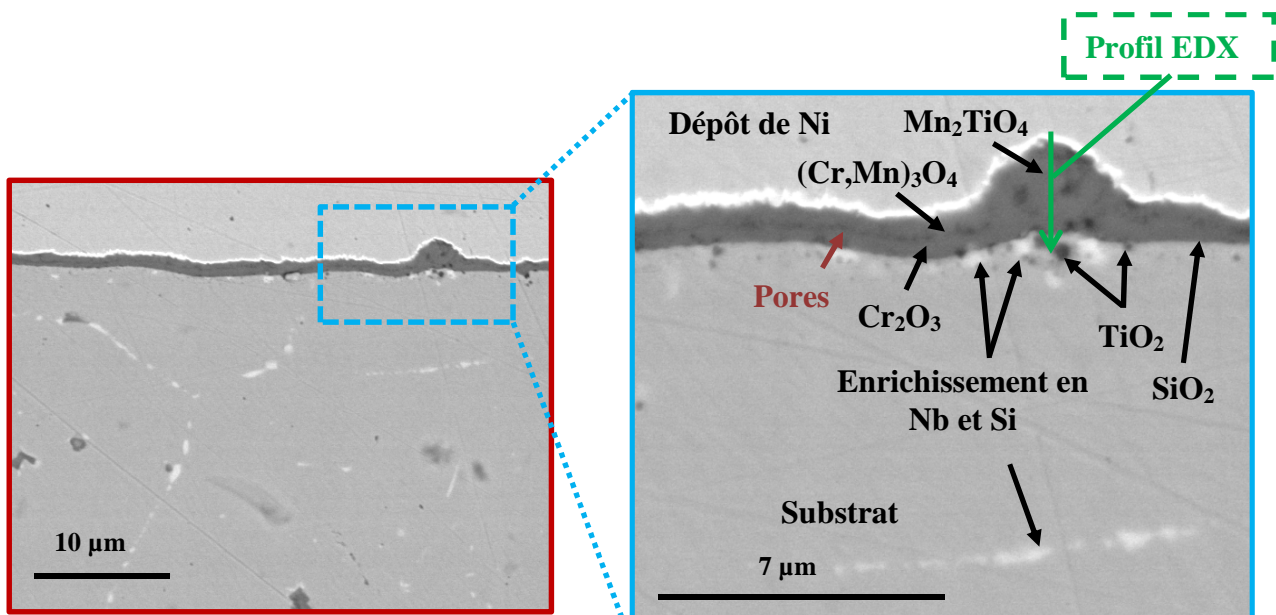 Profil EDX
Dépôt de Ni
Mn₂TiO₄
(Cr,Mn)₃O₄
Pores
Cr₂O₃
TiO₂
SiO₂
Enrichissement en
Nb et Si
Substrat
10 µm
7 µm